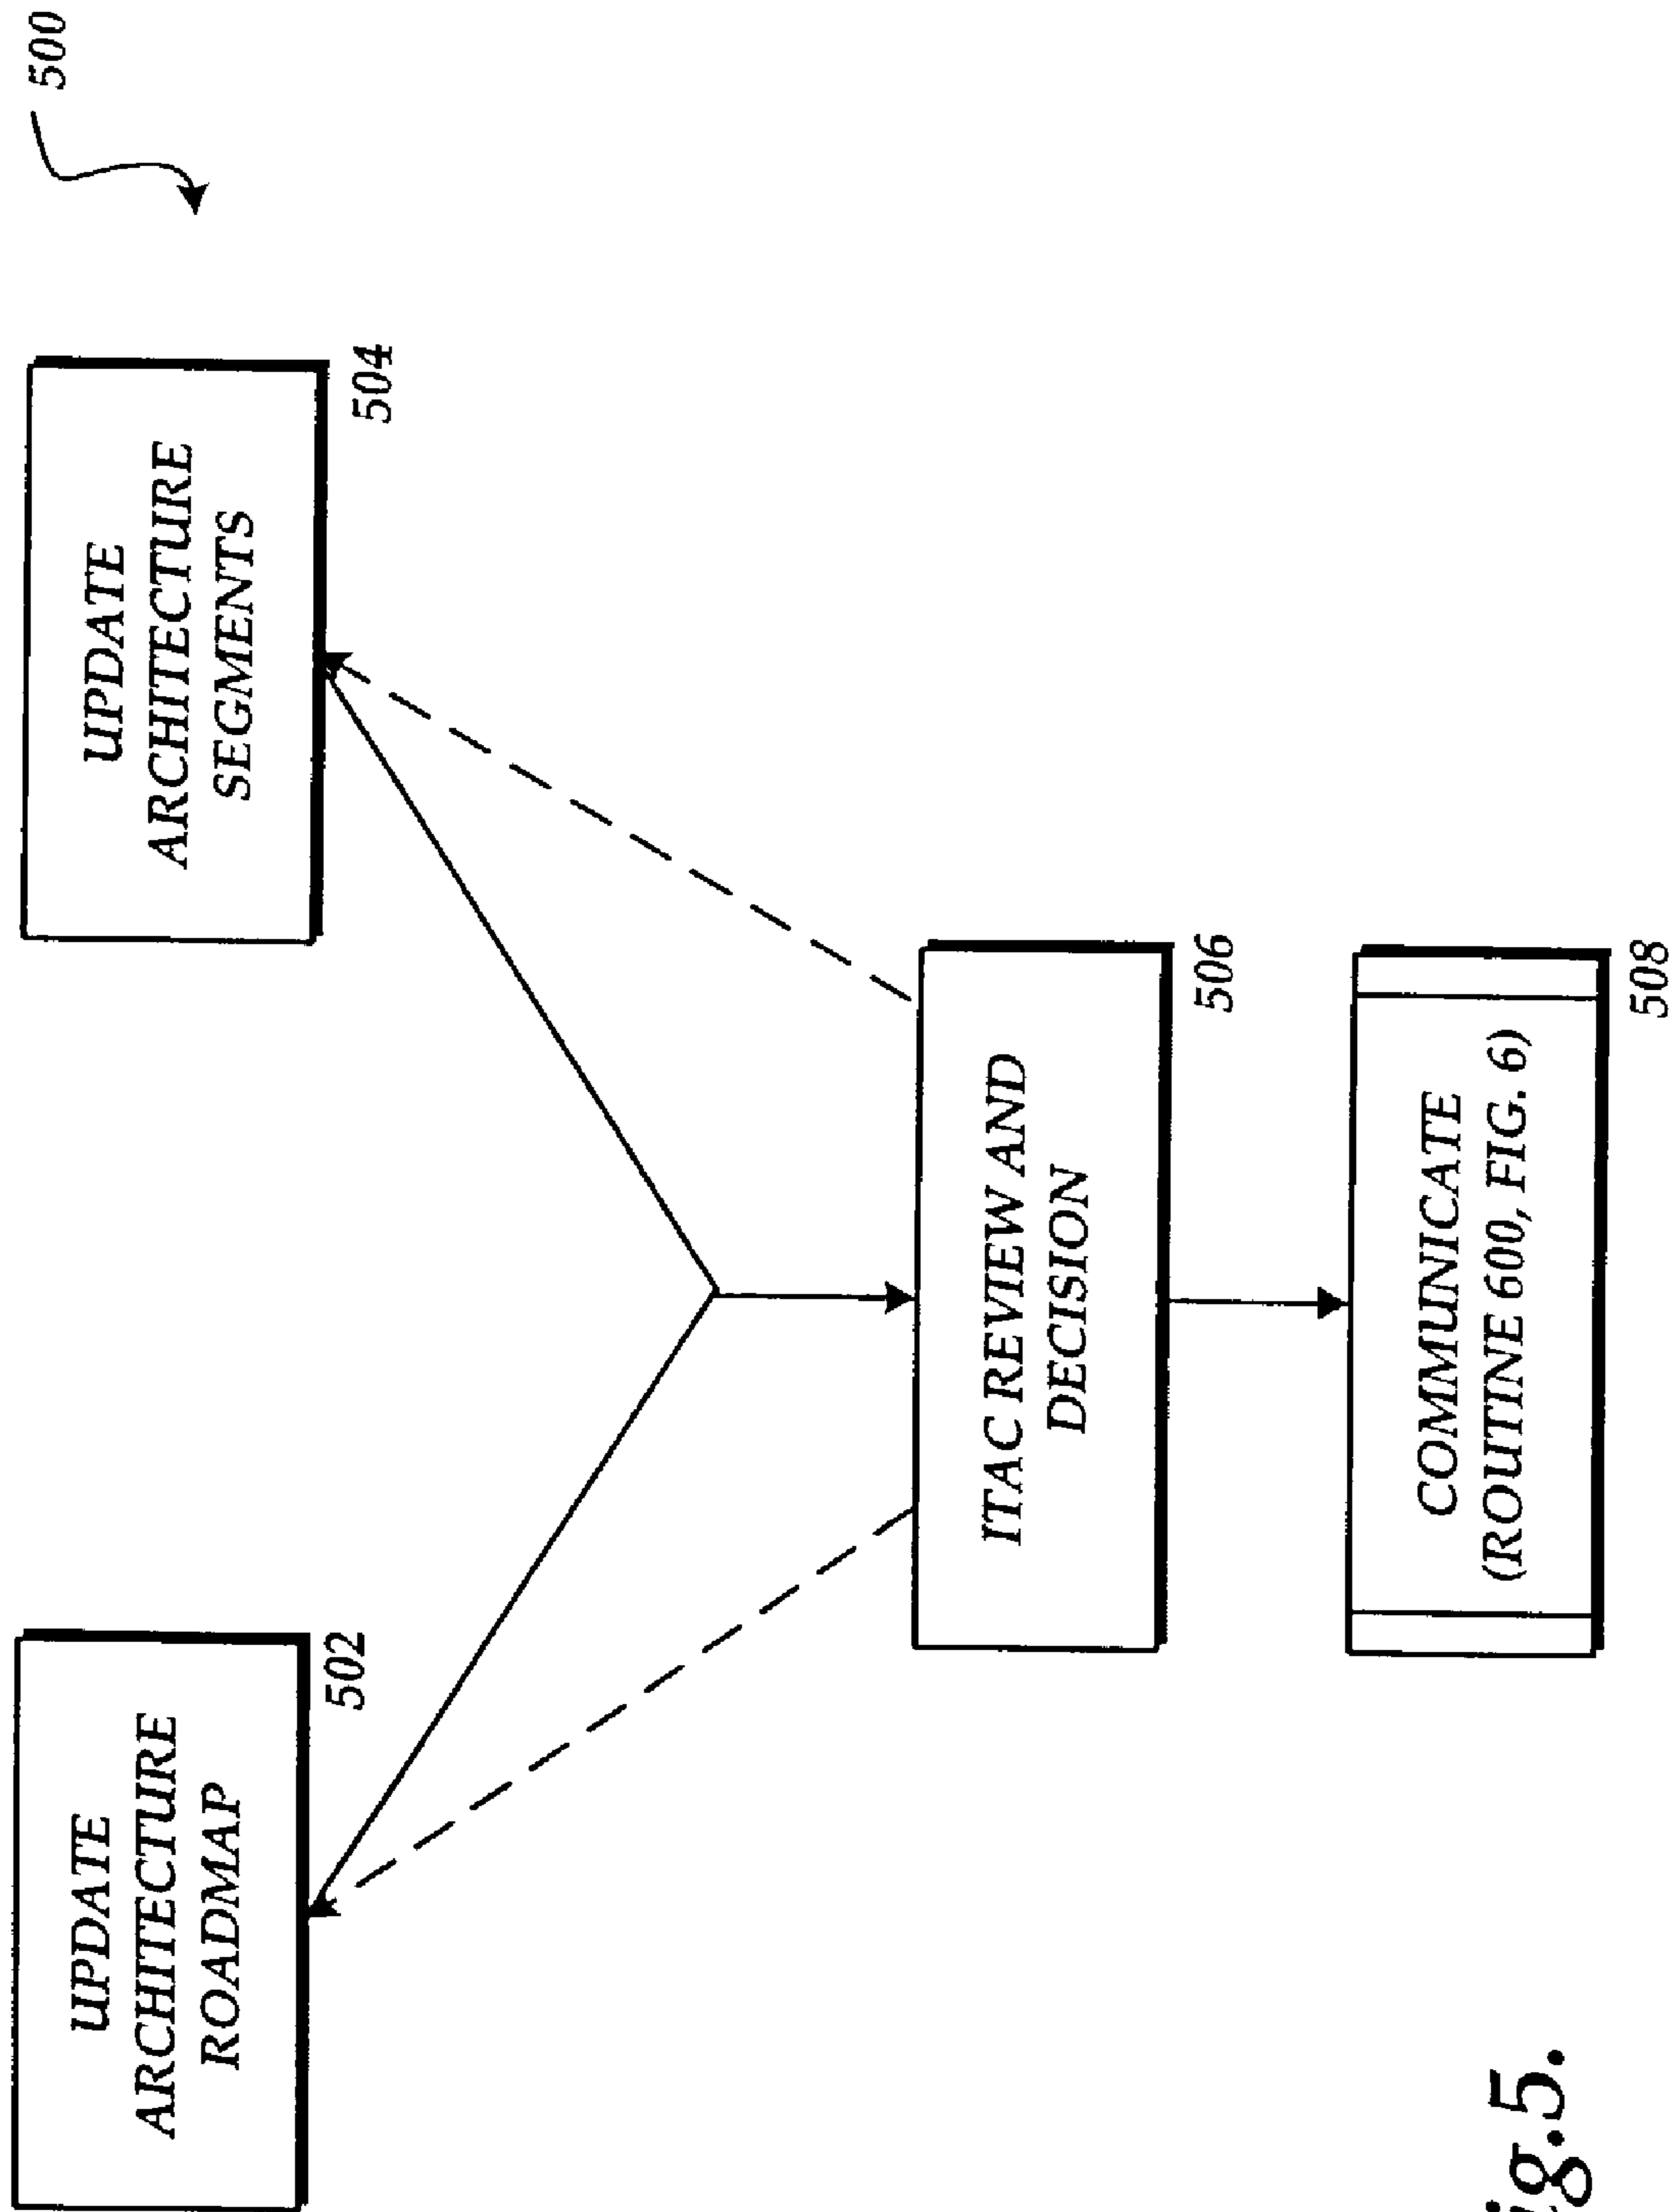 500
UPDATE
ARCHITECTURE
ROADMAP
502
UPDATE
ARCHITECTURE
SEGMENTS
504
ITAC REVIEW AND
DECISION
506
COMMUNICATE
(ROUTINE 600, FIG. 6)
508
ig.5.